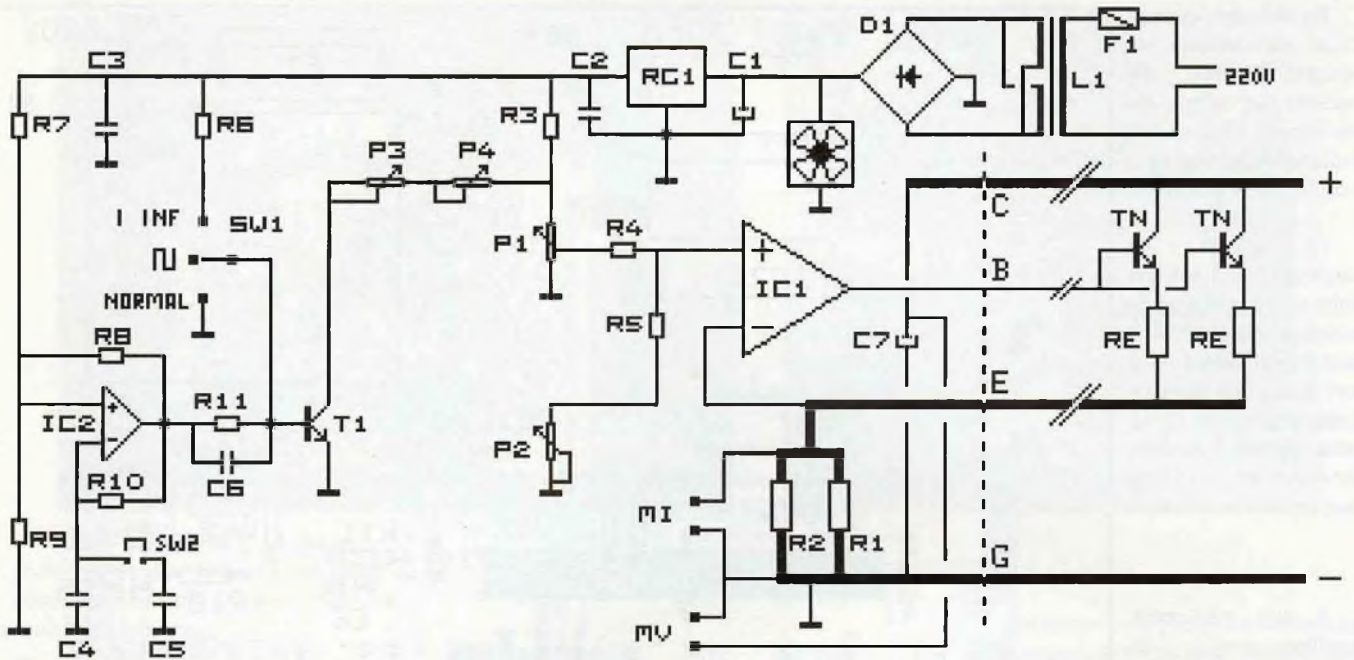 D1
C3
C2
RG1
C1
F1
L1
220V
R7
R6
R3
P3
P4
I INF
SW1
C
+
TN
TN
P1
R4
NORMAL
IC1
B
R8
R5
C7
RE
RE
IC2
R11
T1
E
P2
C6
R10
MI
R9
SW2
R2
R1
G
-
MV
C4
C5